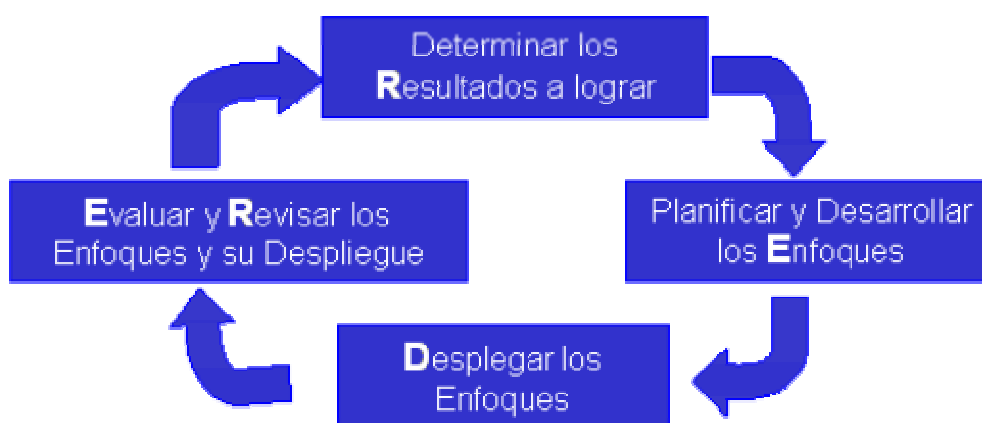 Determinar los
Resultados a lograr
Planificar y Desarrollar
los Enfoques
Desplegar los
Enfoques
Evaluar y Revisar los
Enfoques y su Despliegue